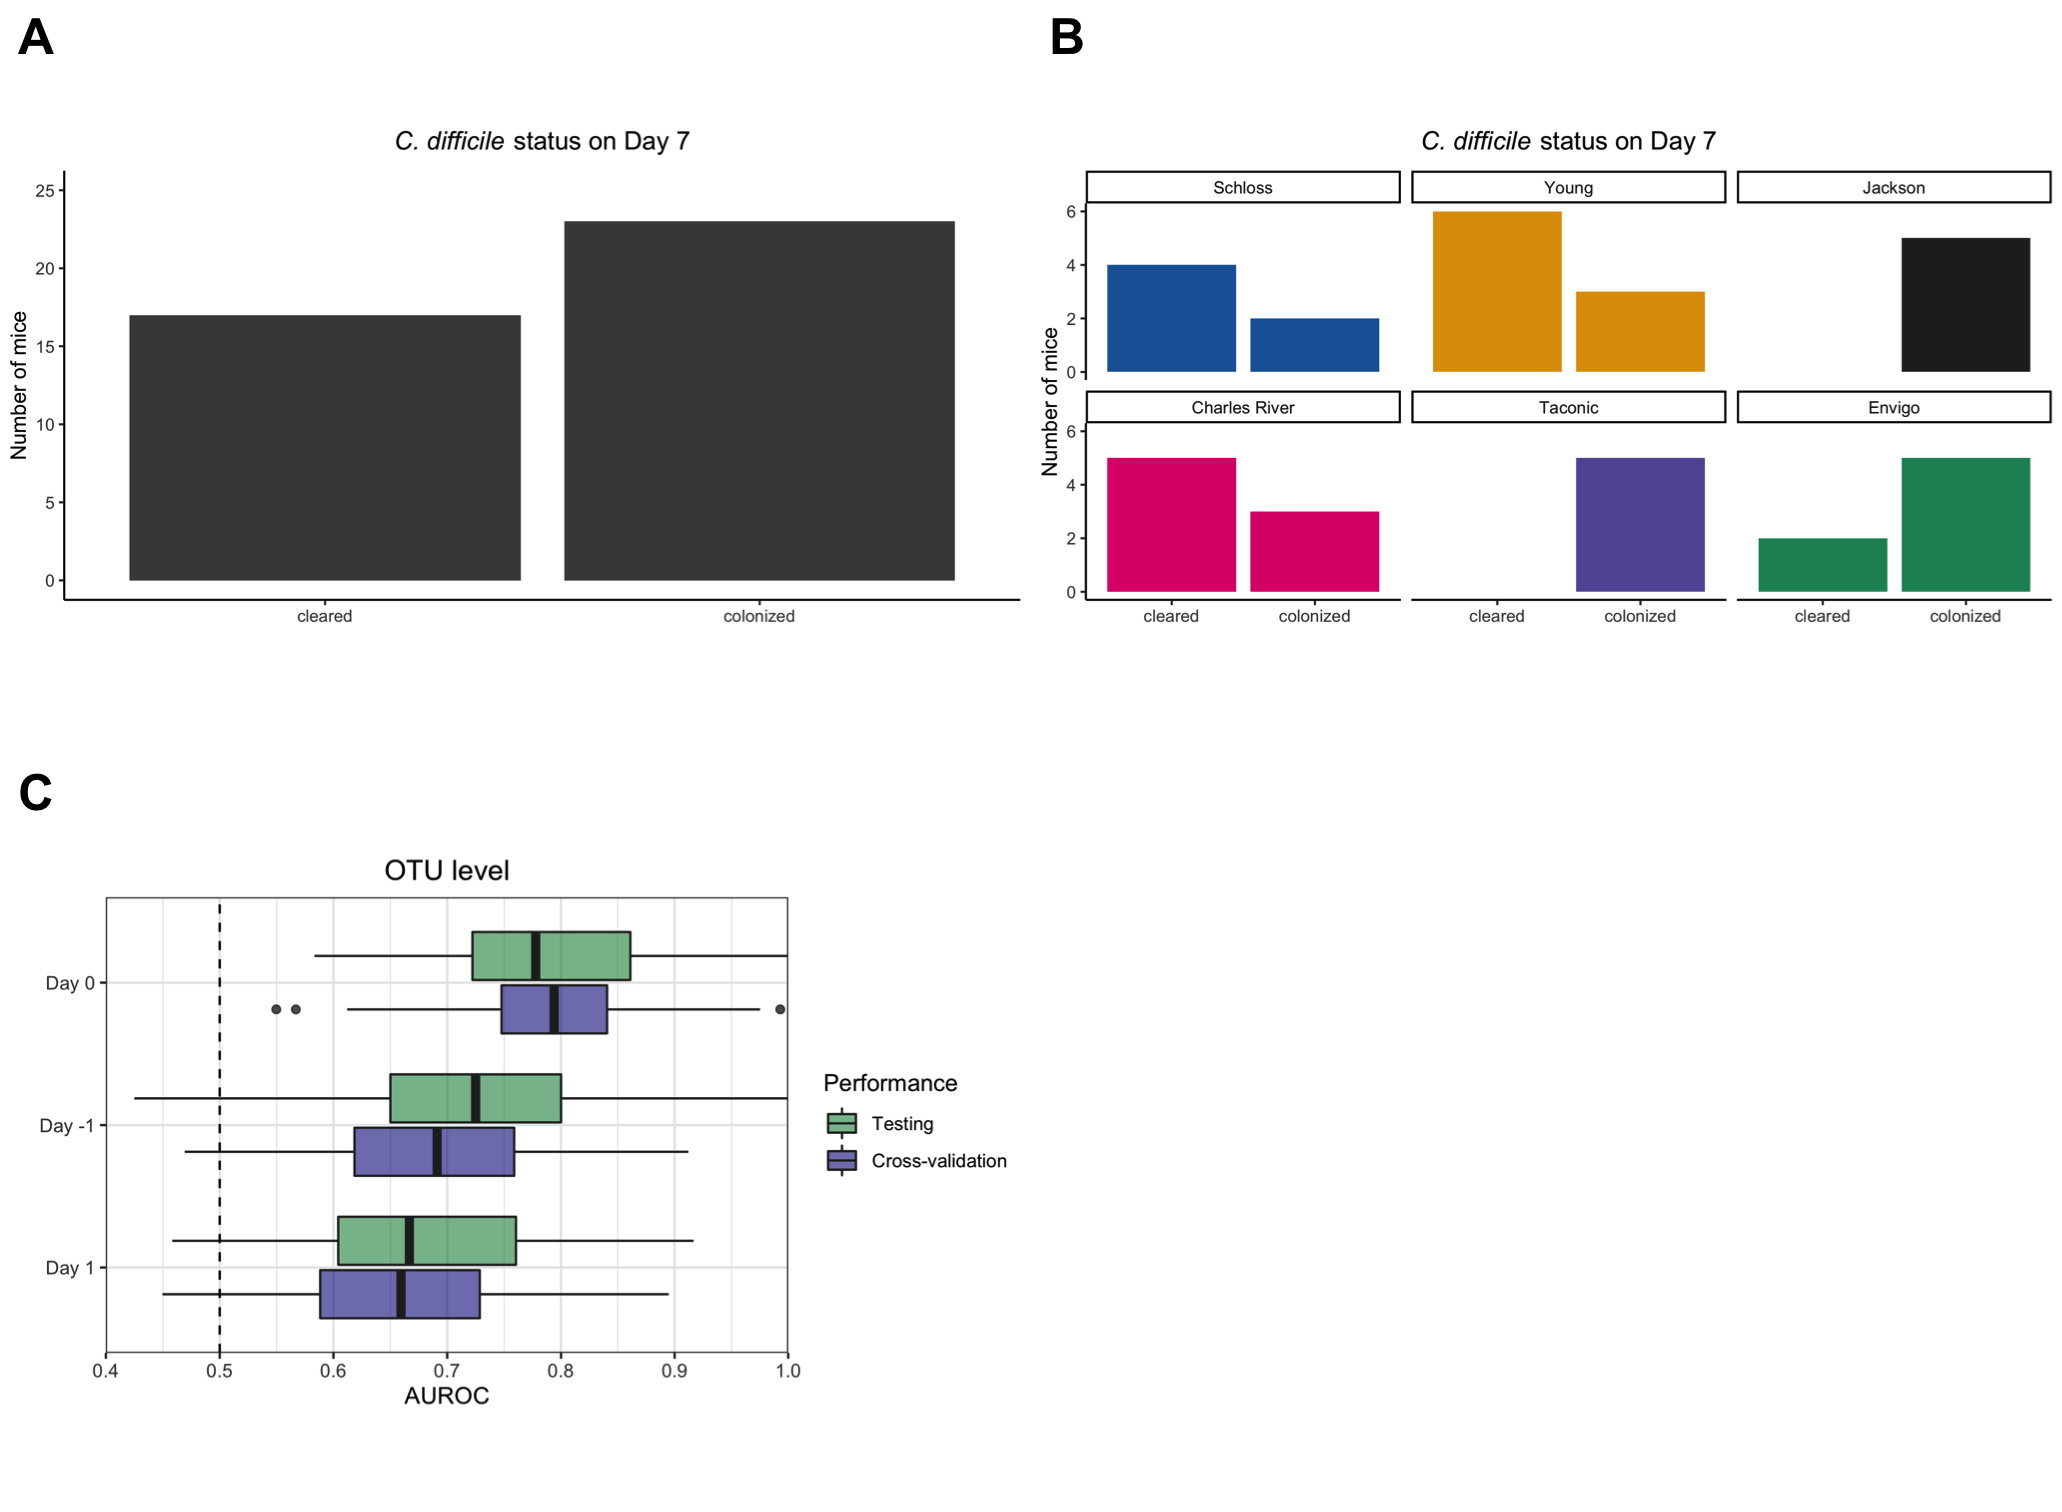 A
C. difficile status on Day 7
Number of mice
25
20
15
10
5
0
cleared colonized
B
C. difficile status on Day 7
Number of mice
Schloss Young Jackson
6
4
2
0
Charles River Taconic Envigo
6
4
2
0
cleared colonized cleared colonized cleared colonized
C
OTU level
Day 0
Day -1
Day 1
0.4 0.5 0.6 0.7 0.8 0.9 1.0
AUROC
Performance
Testing
Cross-validation